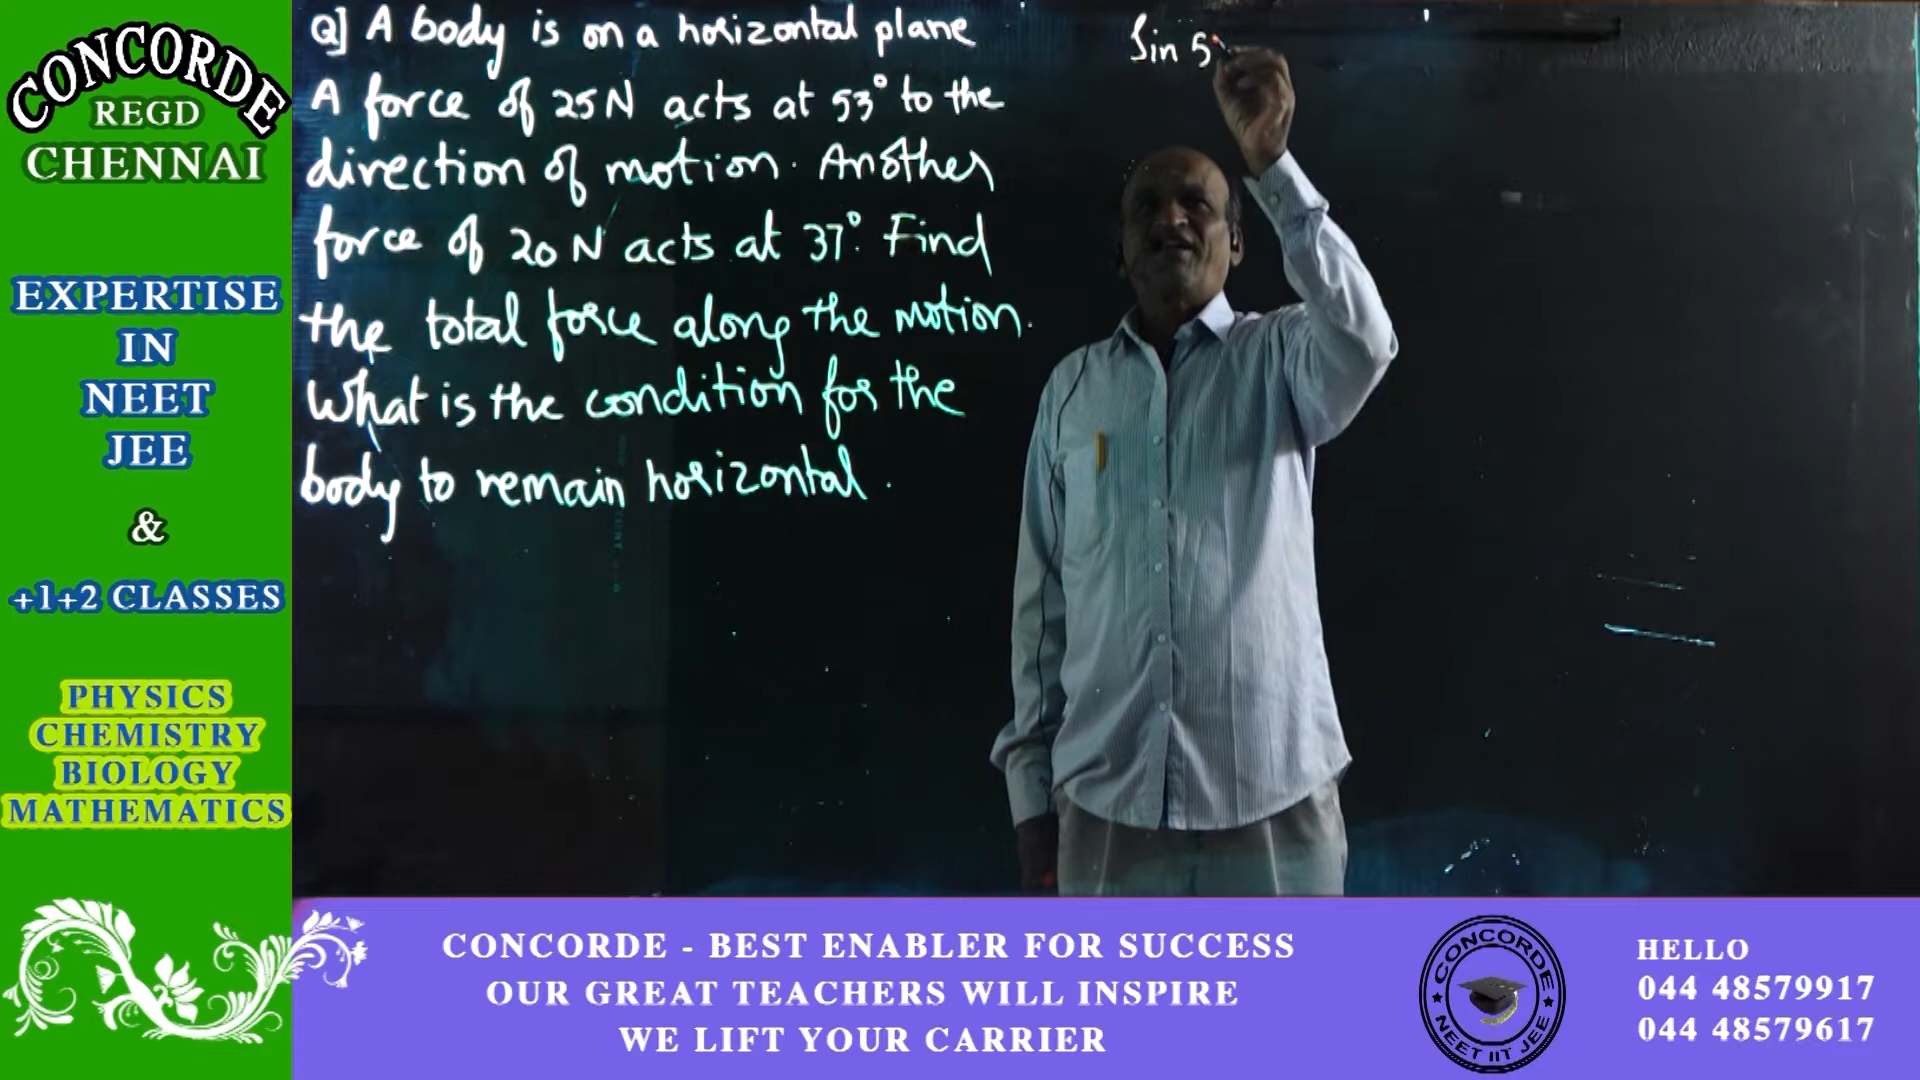 CONCORDE
REGD
CHENNAI
EXPERTISE
IN
NEET
JEE
&
+1+2 CLASSES
PHYSICS
CHEMISTRY
BIOLOGY
MATHEMATICS
Q] A body is on a horizontal plane
A force of 25 N acts at 53° to the
direction of motion. Another
force of 20 N acts at 37°. Find
the total force along the motion.
What is the condition for the
body to remain horizontal.
Sin 5
CONCORDE - BEST ENABLER FOR SUCCESS
OUR GREAT TEACHERS WILL INSPIRE
WE LIFT YOUR CARRIER
CONCORDE
NEET IIT JEE
HELLO
044 48579917
044 48579617